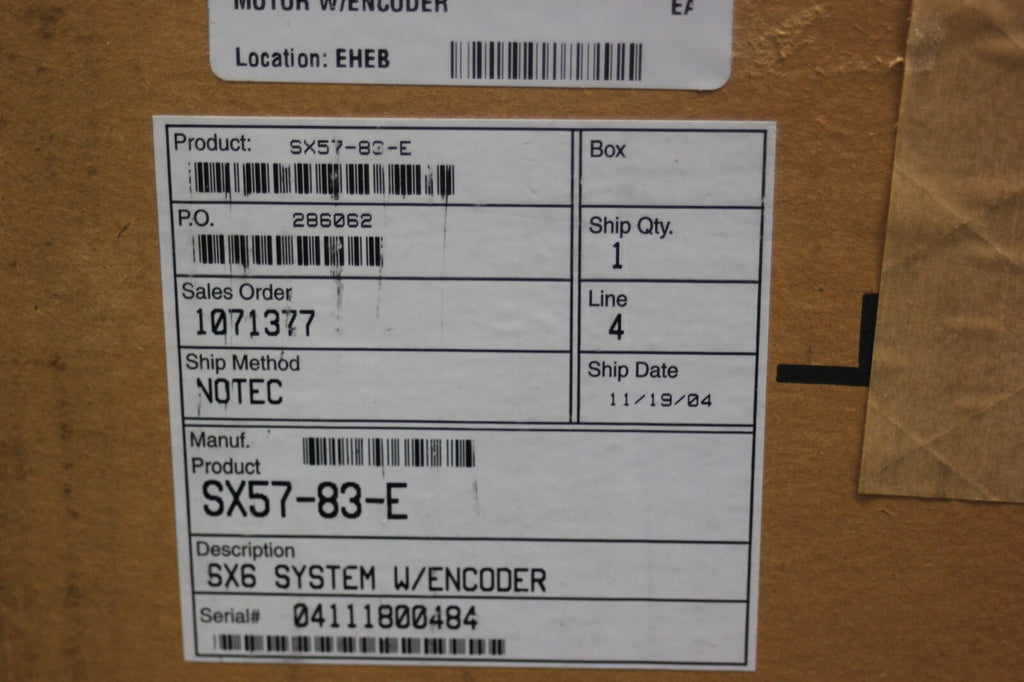 MOTOR W/ENCODER EA
Location: EHEB
Product: SX57-83-E
Box
P.O. 286062
Ship Qty.
1
Sales Order
1071377
Line
4
Ship Method
NOTEC
Ship Date
11/19/04
Manuf.
Product
SX57-83-E
Description
SX6 SYSTEM W/ENCODER
Serial# 04111800484